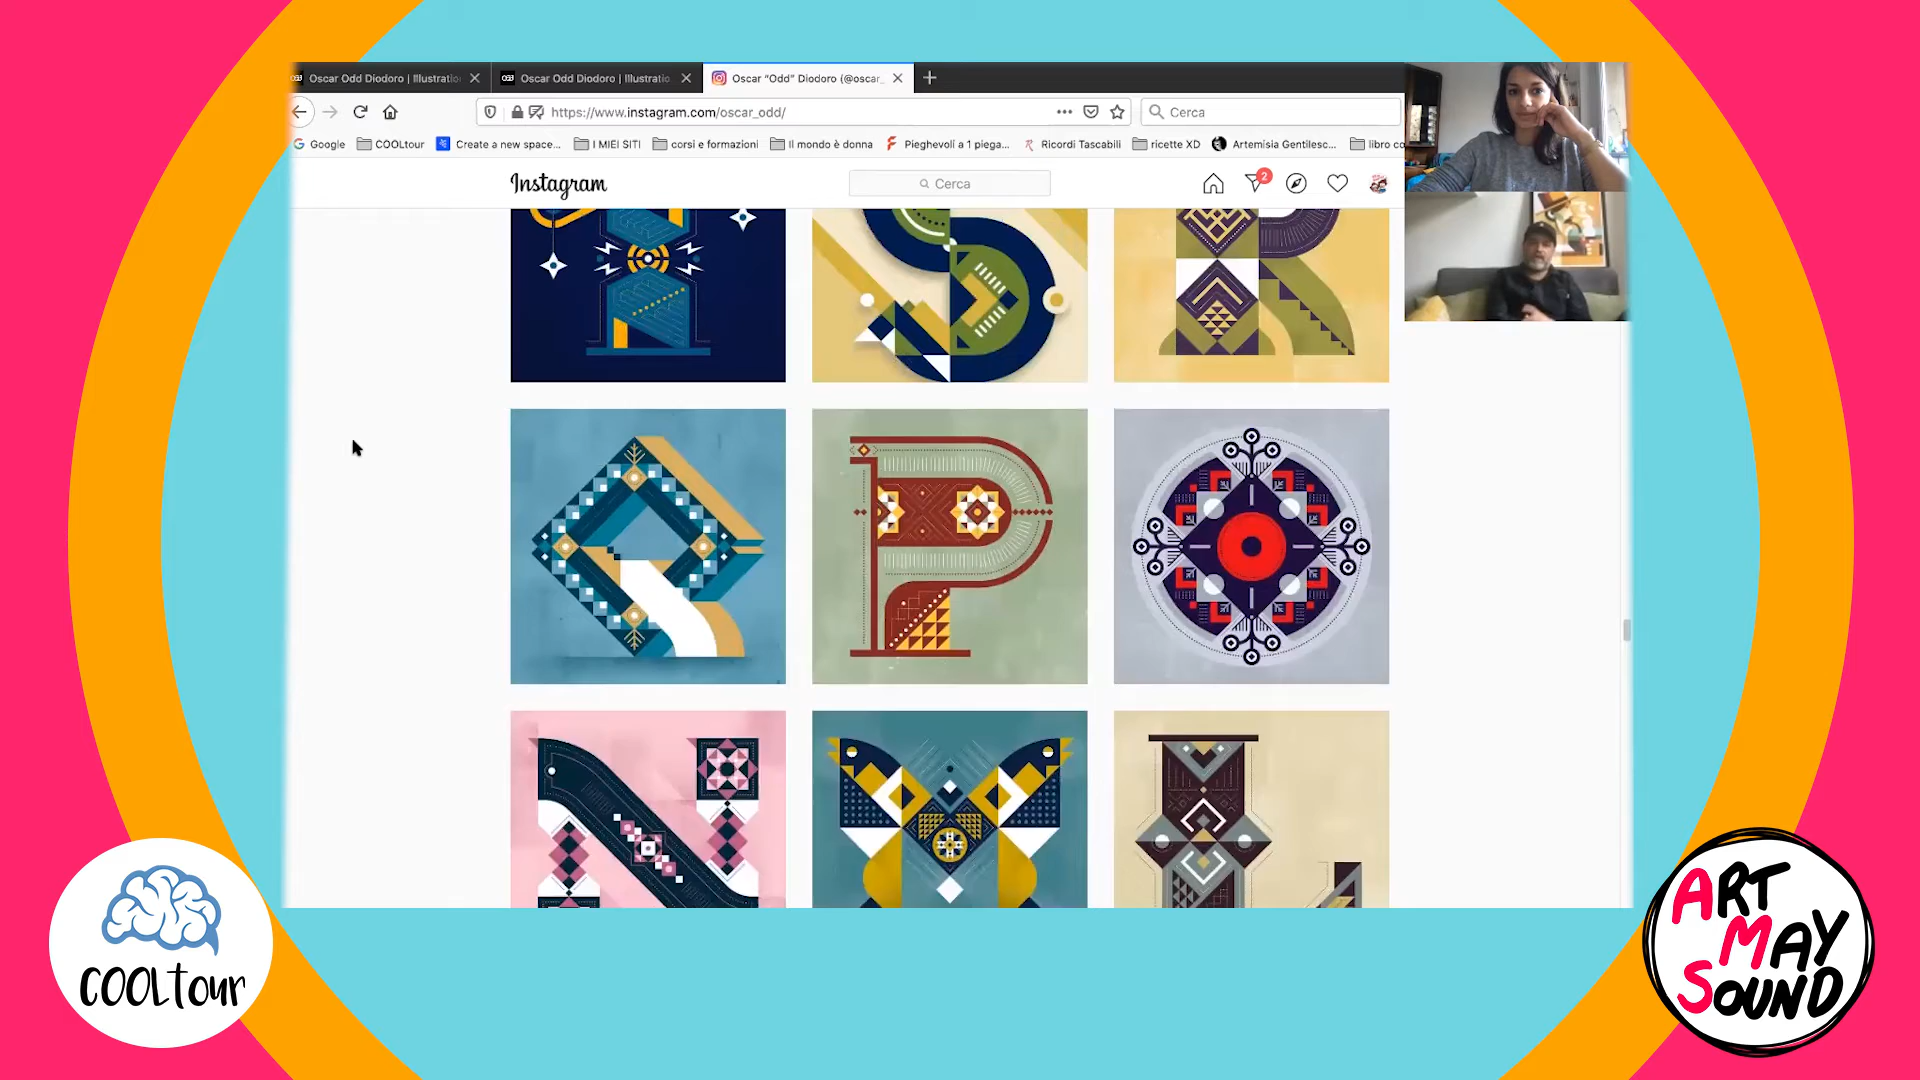 Oscar Odd Diodoro | Illustratio
Oscar Odd Diodoro | Illustratio
Oscar "Odd" Diodoro (@oscar_
https://www.instagram.com/oscar_odd/
Cerca
Google
COOLtour
Create a new space...
I MIEI SITI
corsi e formazioni
Il mondo è donna
Pieghevoli a 1 piega...
Ricordi Tascabili
ricette XD
Artemisia Gentilesc...
libro co
Instagram
Cerca
2
COOLtour
ART
MAY
SOUND